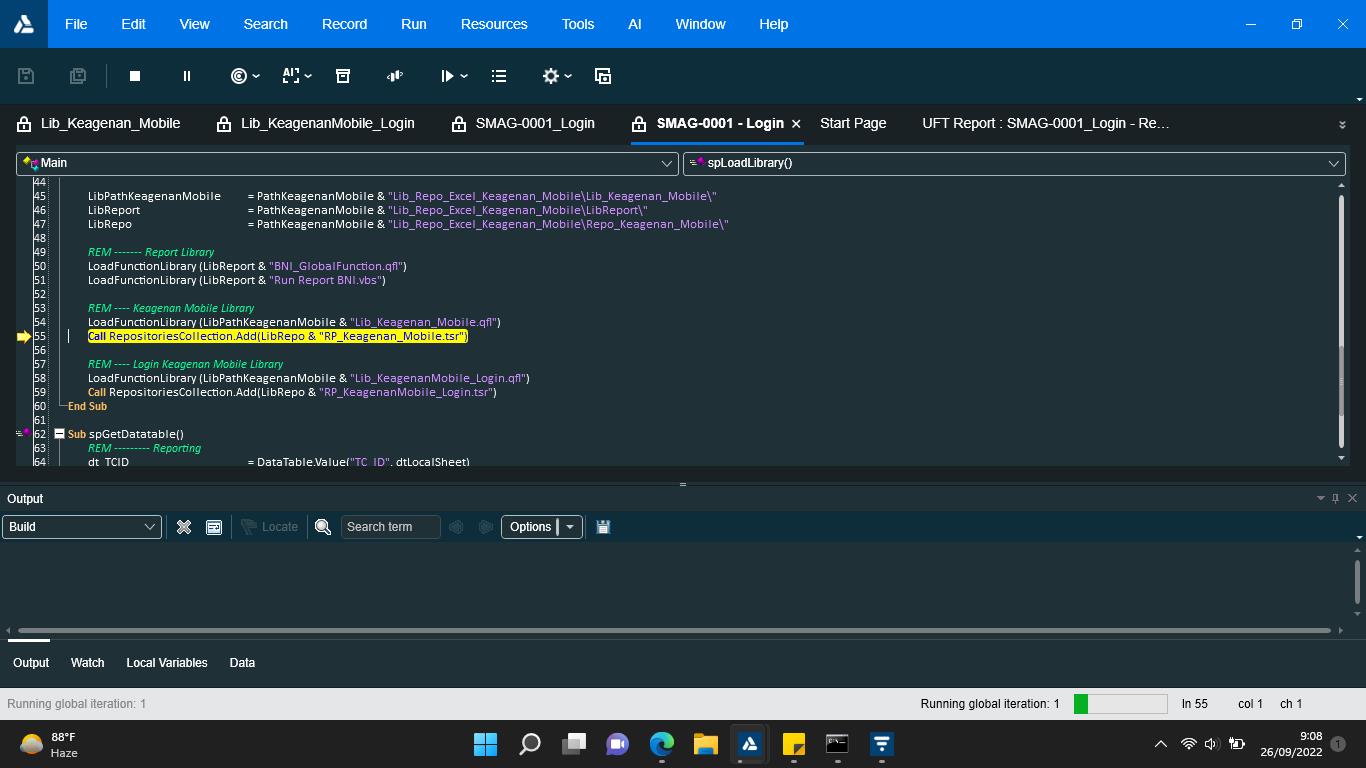 File Edit View Search Record Run Resources Tools AI Window Help
AI
Lib_Keagenan_Mobile Lib_KeagenanMobile_Login SMAG-0001_Login SMAG-0001 - Login Start Page UFT Report : SMAG-0001_Login - Re...
Main spLoadLibrary()
44
45 LibPathKeagenanMobile = PathKeagenanMobile & "Lib_Repo_Excel_Keagenan_Mobile\Lib_Keagenan_Mobile\"
46 LibReport = PathKeagenanMobile & "Lib_Repo_Excel_Keagenan_Mobile\LibReport\"
47 LibRepo = PathKeagenanMobile & "Lib_Repo_Excel_Keagenan_Mobile\Repo_Keagenan_Mobile\"
48
49 REM ------- Report Library
50 LoadFunctionLibrary (LibReport & "BNI_GlobalFunction.qfl")
51 LoadFunctionLibrary (LibReport & "Run Report BNI.vbs")
52
53 REM ---- Keagenan Mobile Library
54 LoadFunctionLibrary (LibPathKeagenanMobile & "Lib_Keagenan_Mobile.qfl")
55 Call RepositoriesCollection.Add(LibRepo & "RP_Keagenan_Mobile.tsr")
56
57 REM ---- Login Keagenan Mobile Library
58 LoadFunctionLibrary (LibPathKeagenanMobile & "Lib_KeagenanMobile_Login.qfl")
59 Call RepositoriesCollection.Add(LibRepo & "RP_KeagenanMobile_Login.tsr")
60 End Sub
61
62 Sub spGetDatatable()
63 REM --------- Reporting
64 dt_TCID = DataTable.Value("TC_ID", dtLocalSheet)
Output
Build Locate Search term Options
Output Watch Local Variables Data
Running global iteration: 1 Running global iteration: 1 ln 55 col 1 ch 1
88°F
Haze
9:08
26/09/2022
1